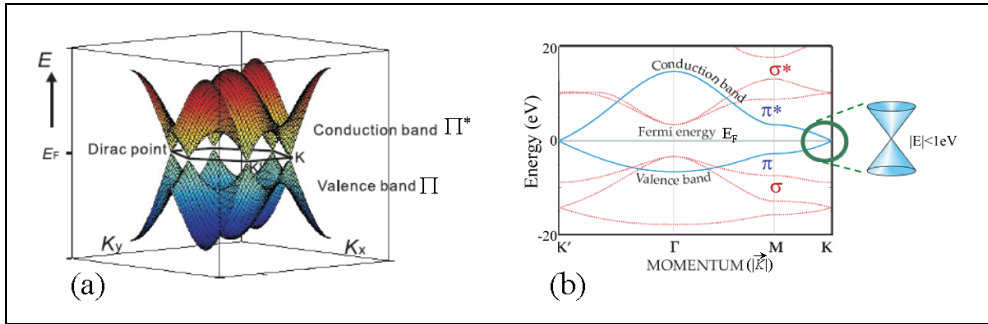 E
E_F
Dirac point
K
K'
Conduction band Π*
Valence band Π
K_y
K_x
(a)
Energy (eV)
20
0
-20
Conduction band
σ*
π*
Fermi energy E_F
π
Valence band
σ
K'
Γ
M
K
MOMENTUM (|K⃗|)
|E|<1eV
(b)